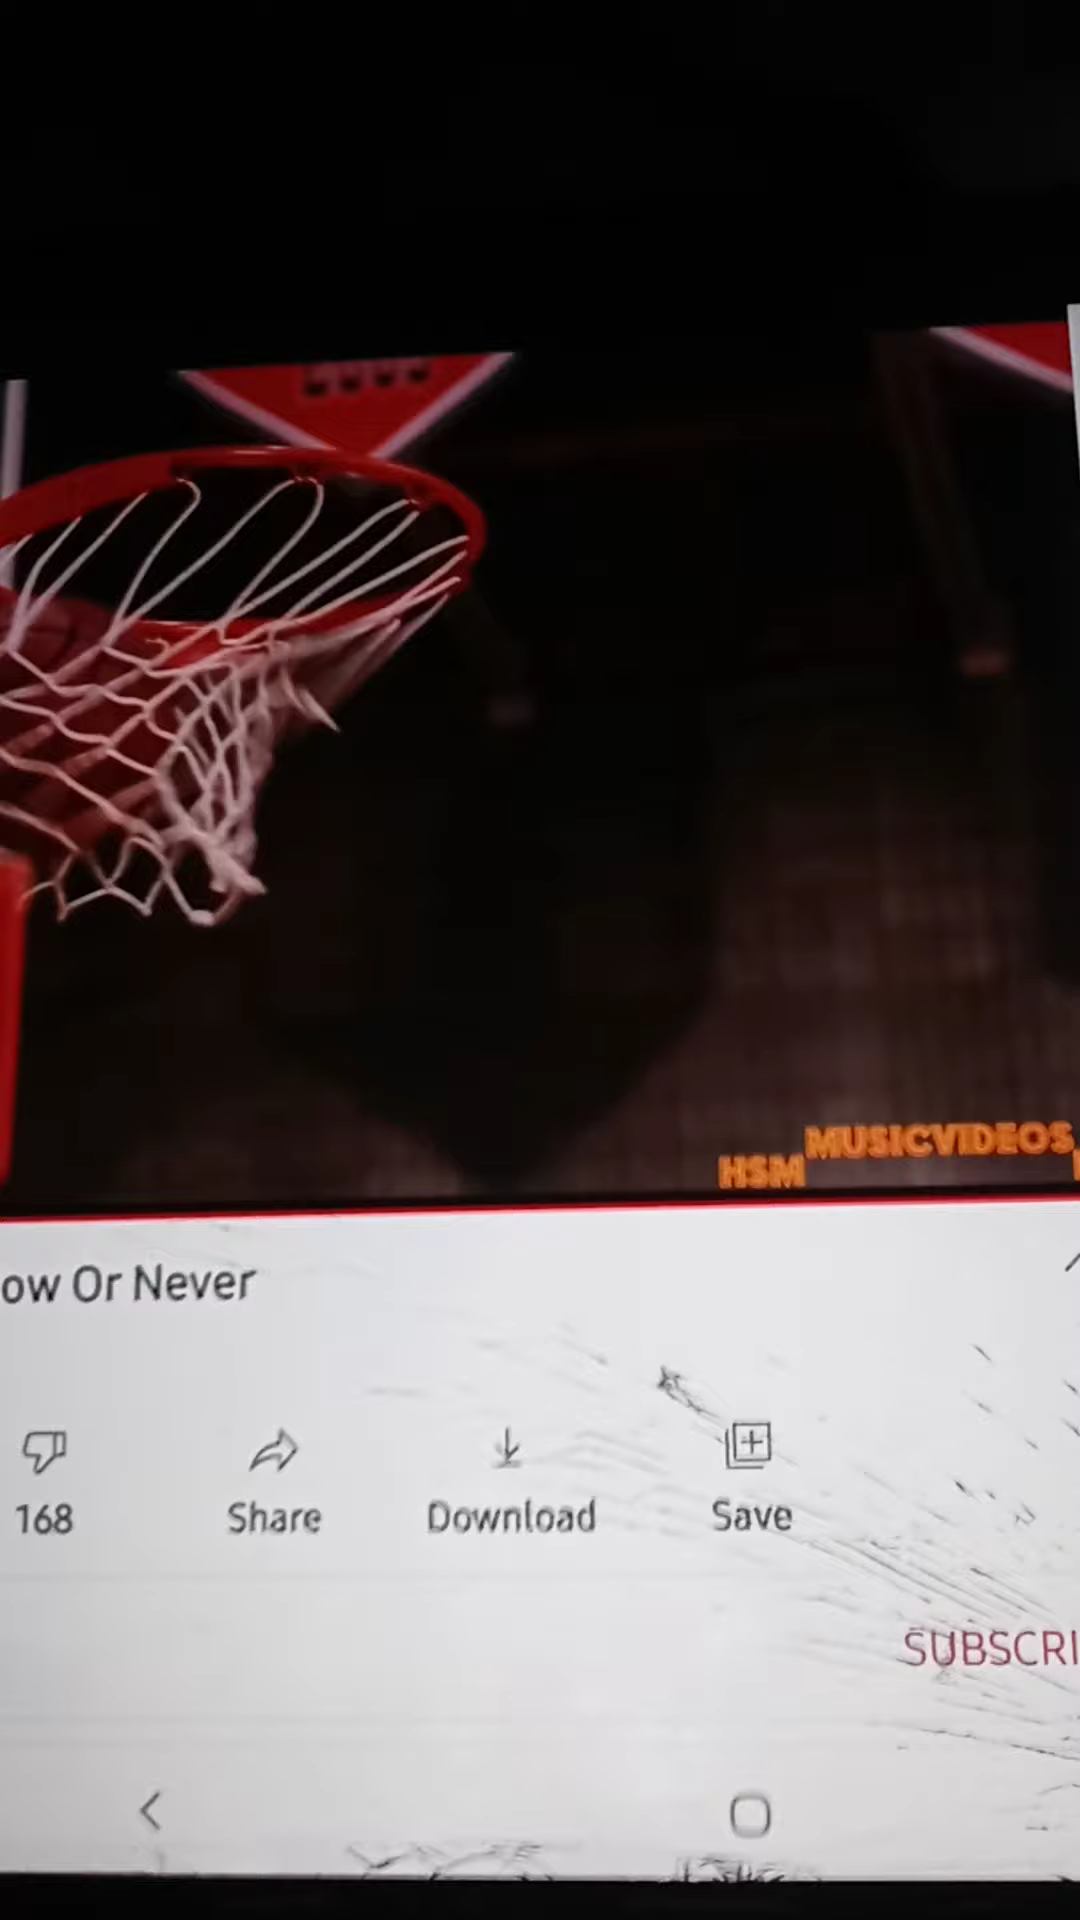 MUSICVIDEOS
HSM
ow Or Never
168
Share
Download
Save
SUBSCRI